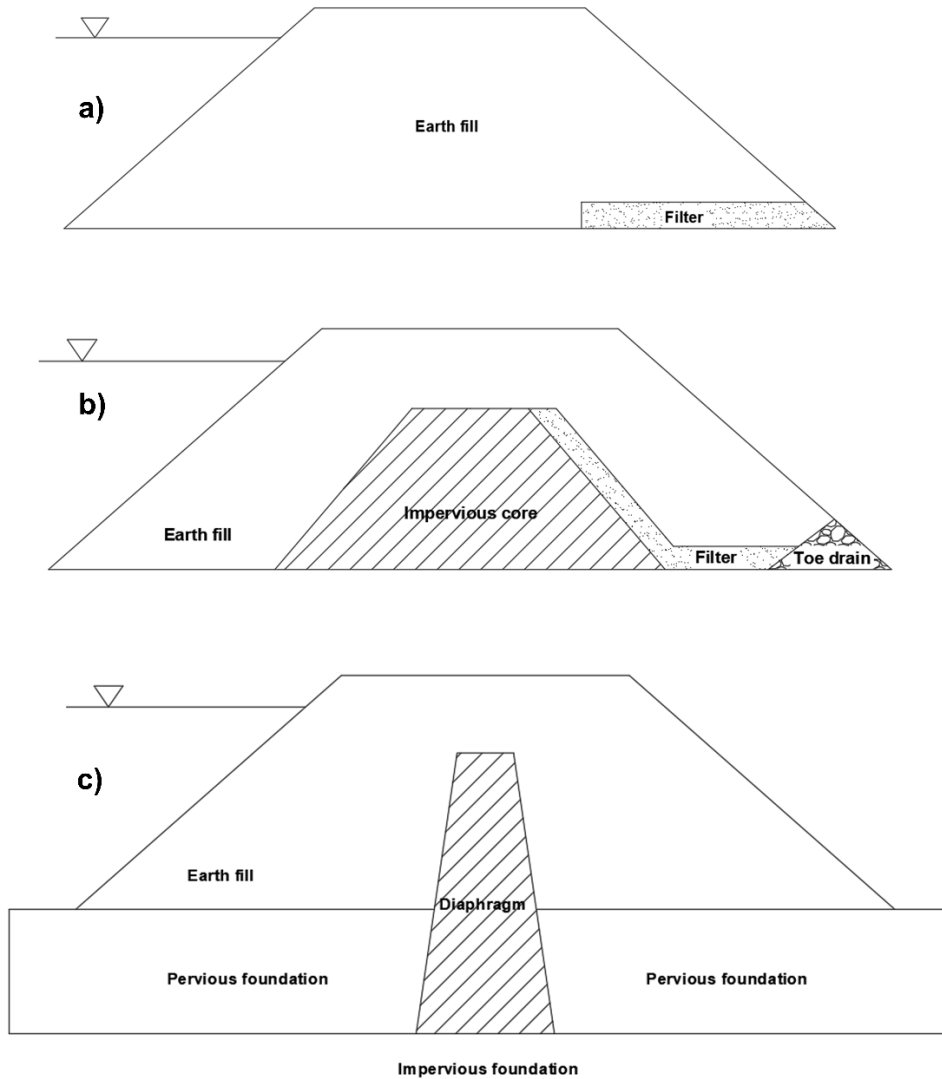 a)
Earth fill
Filter
b)
Impervious core
Earth fill
Filter
Toe drain
c)
Earth fill
Diaphragm
Pervious foundation
Pervious foundation
Impervious foundation